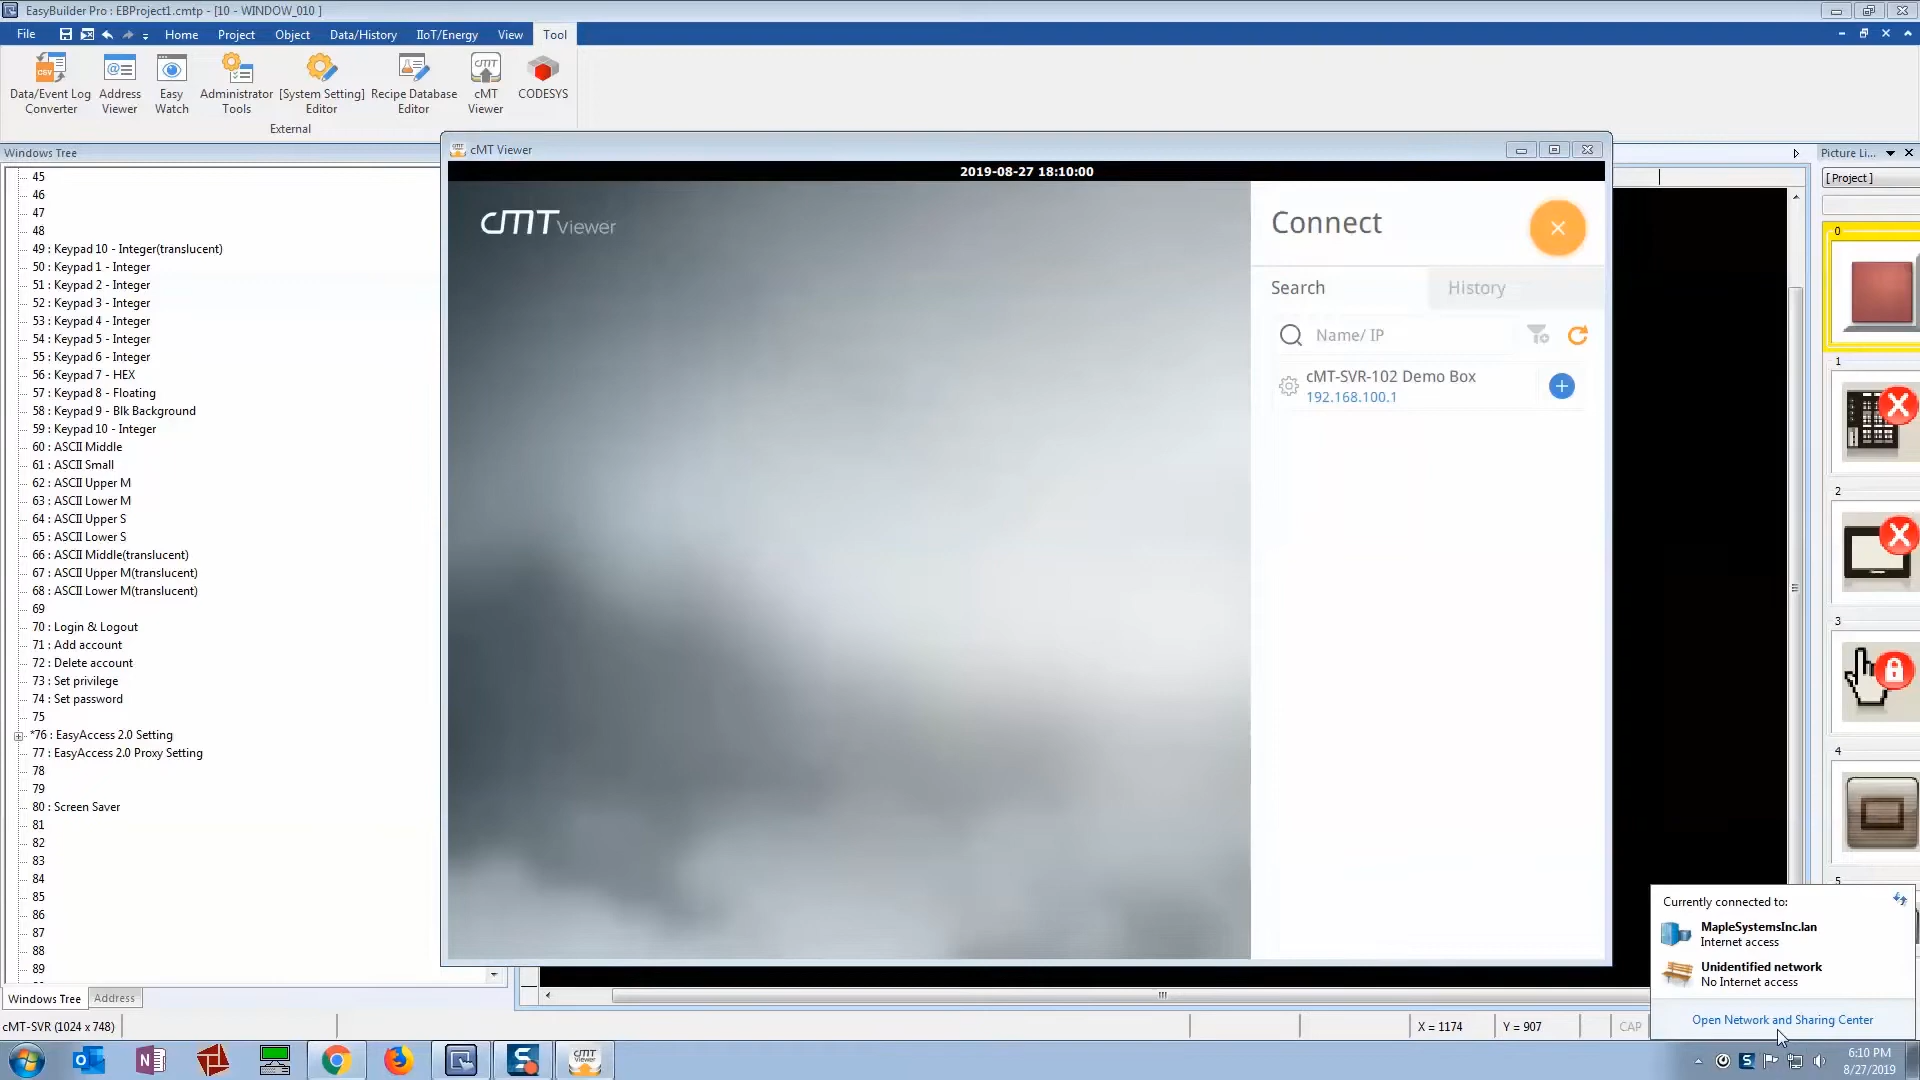 EasyBuilder Pro : EBProject1.cmtp - [10 - WINDOW_010 ]
File Home Project Object Data/History IIoT/Energy View Tool
CSV @ cMT
Data/Event Log Converter
Address Viewer
Easy Watch
Administrator Tools
[System Setting] Editor
Recipe Database Editor
cMT Viewer
CODESYS
External
Windows Tree
45
46
47
48
49 : Keypad 10 - Integer(translucent)
50 : Keypad 1 - Integer
51 : Keypad 2 - Integer
52 : Keypad 3 - Integer
53 : Keypad 4 - Integer
54 : Keypad 5 - Integer
55 : Keypad 6 - Integer
56 : Keypad 7 - HEX
57 : Keypad 8 - Floating
58 : Keypad 9 - Blk Background
59 : Keypad 10 - Integer
60 : ASCII Middle
61 : ASCII Small
62 : ASCII Upper M
63 : ASCII Lower M
64 : ASCII Upper S
65 : ASCII Lower S
66 : ASCII Middle(translucent)
67 : ASCII Upper M(translucent)
68 : ASCII Lower M(translucent)
69
70 : Login & Logout
71 : Add account
72 : Delete account
73 : Set privilege
74 : Set password
75
*76 : EasyAccess 2.0 Setting
77 : EasyAccess 2.0 Proxy Setting
78
79
80 : Screen Saver
81
82
83
84
85
86
87
88
89
Windows Tree Address
cMT-SVR (1024 x 748)
cMT Viewer
2019-08-27 18:10:00
cMT Viewer
Connect
Search History
Name/ IP
cMT-SVR-102 Demo Box
192.168.100.1
Picture Li...
[ Project ]
0
1
2
3
4
5
Currently connected to:
MapleSystemsInc.lan
Internet access
Unidentified network
No Internet access
Open Network and Sharing Center
X = 1174 Y = 907 CAP
6:10 PM
8/27/2019